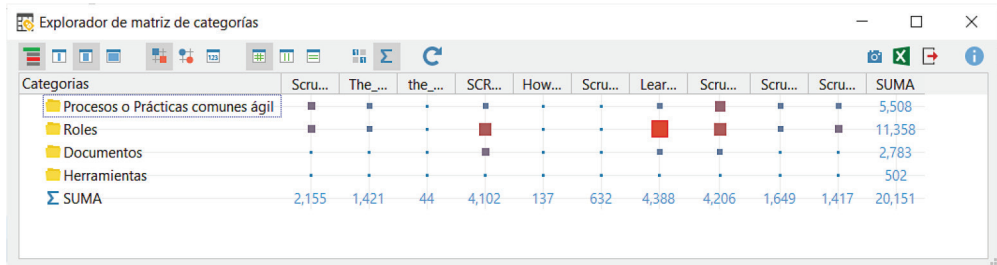 Explorador de matriz de categorías
Categorias Scru... The_... the_... SCR... How... Scru... Lear... Scru... Scru... Scru... SUMA
Procesos o Prácticas comunes ágil 5,508
Roles 11,358
Documentos 2,783
Herramientas 502
Σ SUMA 2,155 1,421 44 4,102 137 632 4,388 4,206 1,649 1,417 20,151